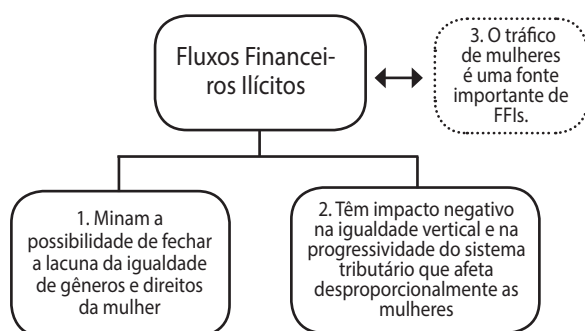 Fluxos Financei-
ros Ilícitos
3. O tráfico
de mulheres
é uma fonte
importante de
FFIs.
1. Minam a
possibilidade de fechar
a lacuna da igualdade
de gêneros e direitos
da mulher
2. Têm impacto negativo
na igualdade vertical e na
progressividade do sistema
tributário que afeta
desproporcionalmente as
mulheres